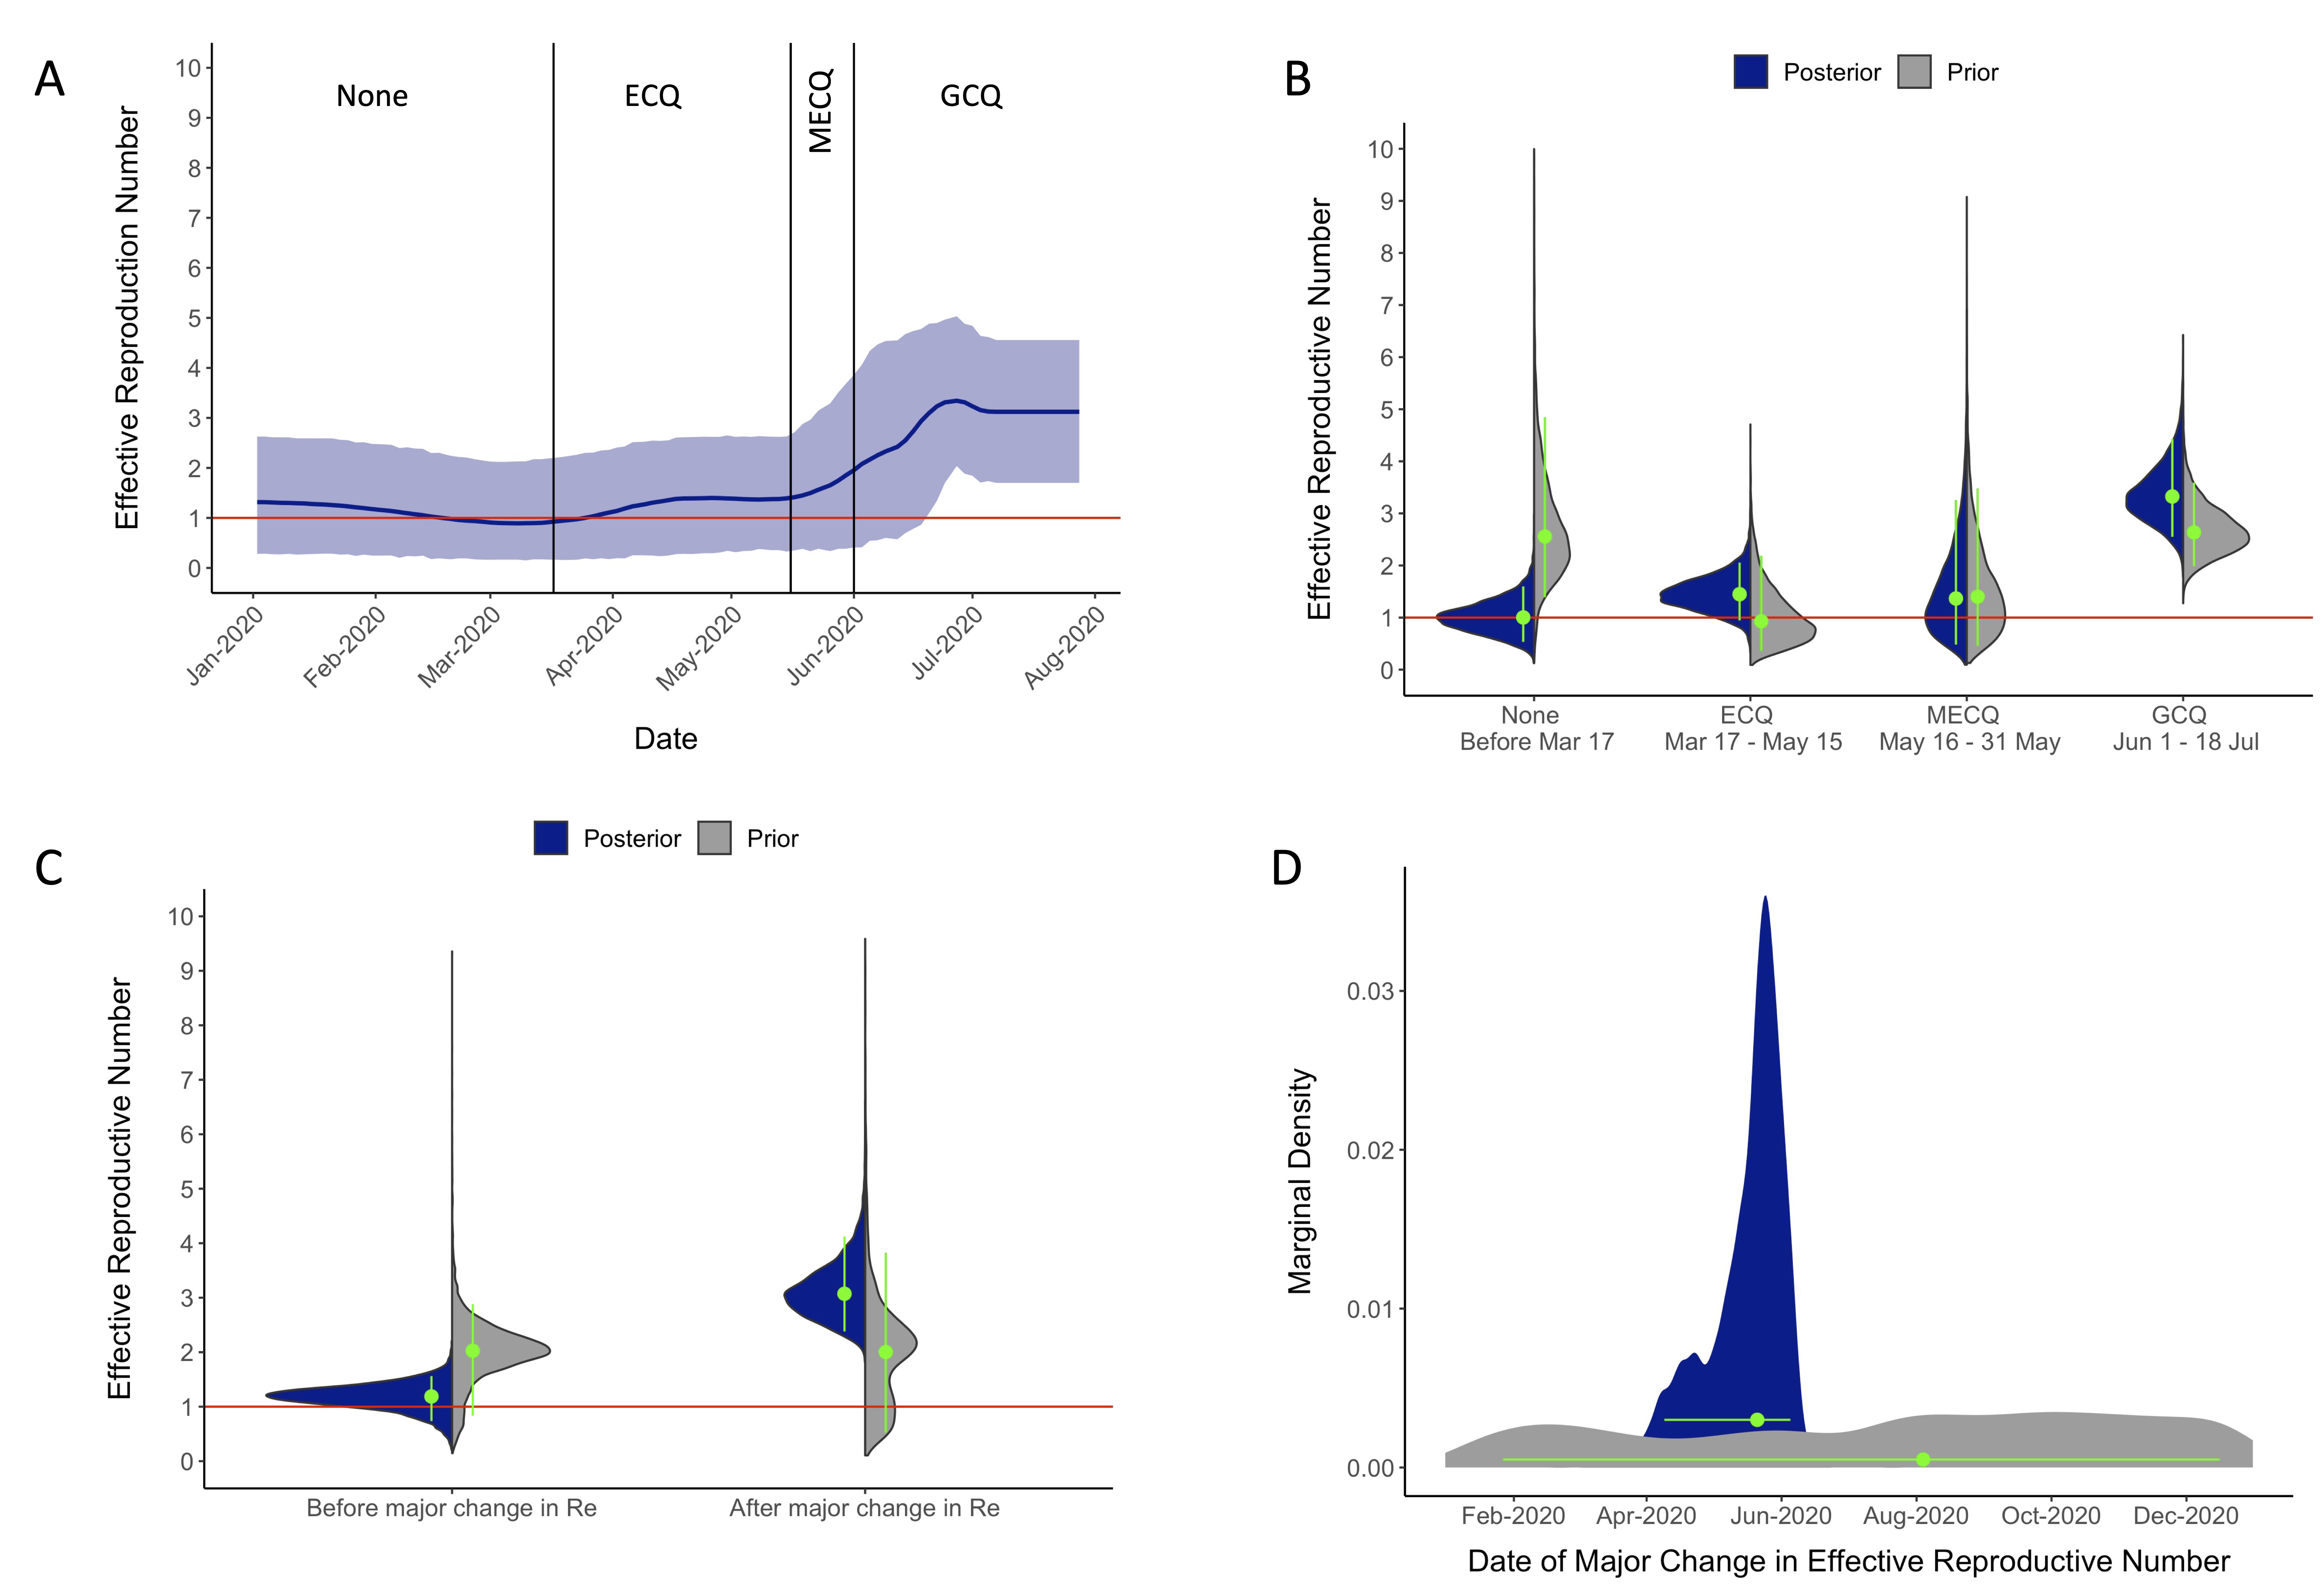 A
Effective Reproduction Number
10
9
8
7
6
5
4
3
2
1
0
None
ECQ
MECQ
GCQ
Jan-2020
Feb-2020
Mar-2020
Apr-2020
May-2020
Jun-2020
Jul-2020
Aug-2020
Date
B
Posterior Prior
Effective Reproductive Number
10
9
8
7
6
5
4
3
2
1
0
None
Before Mar 17
ECQ
Mar 17 - May 15
MECQ
May 16 - 31 May
GCQ
Jun 1 - 18 Jul
C
Posterior Prior
Effective Reproductive Number
10
9
8
7
6
5
4
3
2
1
0
Before major change in Re
After major change in Re
D
Marginal Density
0.03
0.02
0.01
0.00
Feb-2020
Apr-2020
Jun-2020
Aug-2020
Oct-2020
Dec-2020
Date of Major Change in Effective Reproductive Number